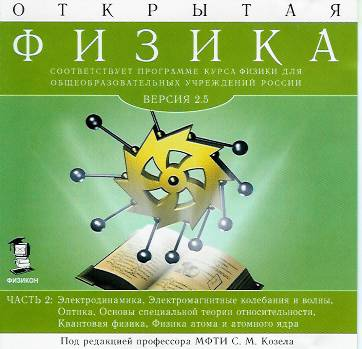 ОТКРЫТАЯ
ФИЗИКА
СООТВЕТСТВУЕТ ПРОГРАММЕ КУРСА ФИЗИКИ ДЛЯ
ОБЩЕОБРАЗОВАТЕЛЬНЫХ УЧРЕЖДЕНИЙ РОССИИ
ВЕРСИЯ 2.5
ФИЗИКОН
ЧАСТЬ 2: Электродинамика, Электромагнитные колебания и волны,
Оптика, Основы специальной теории относительности,
Квантовая физика, Физика атома и атомного ядра
Под редакцией профессора МФТИ С. М. Козела